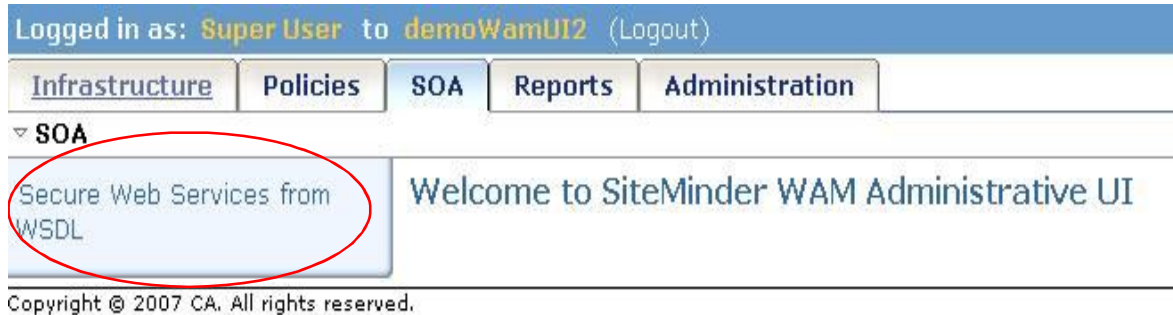 Logged in as: Super User to demoWamUI2 (Logout)
Infrastructure Policies SOA Reports Administration
SOA
Secure Web Services from
WSDL
Welcome to SiteMinder WAM Administrative UI
Copyright © 2007 CA. All rights reserved.